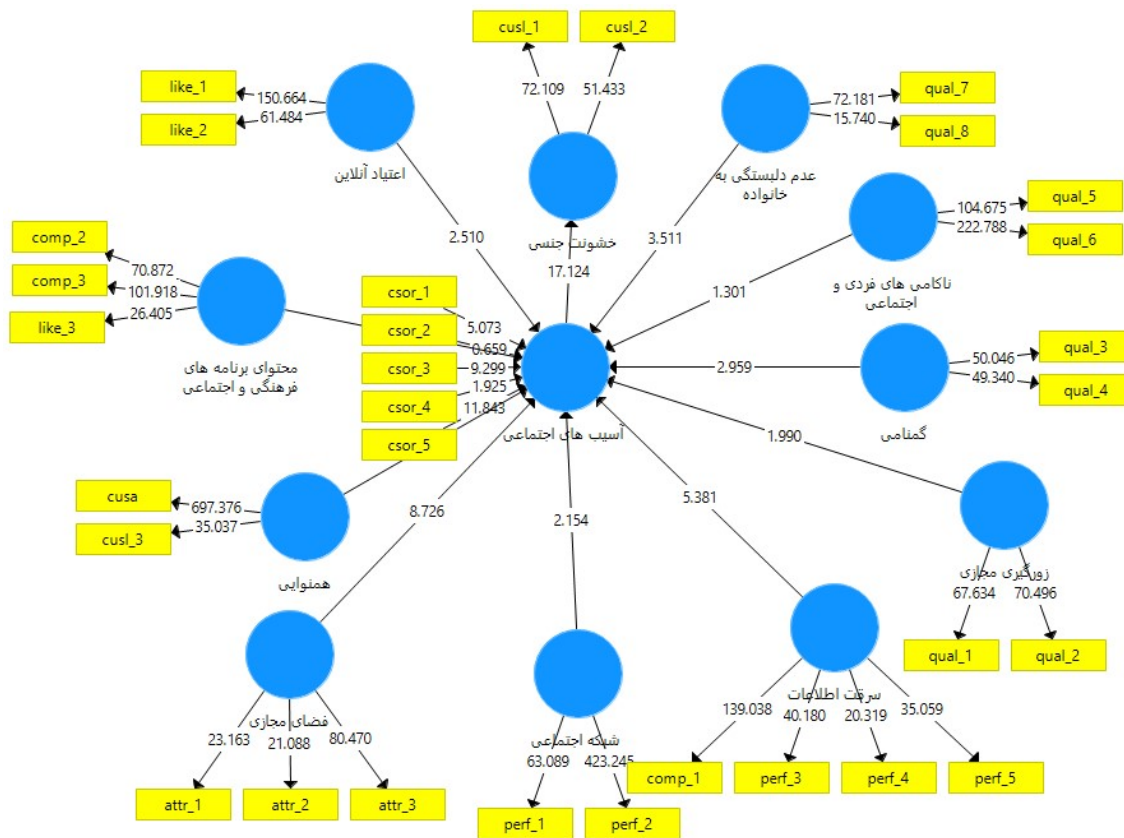 cusl_1
cusl_2
72.109
51.433
خشونت جنسی
17.124
like_1
like_2
150.664
61.484
اعتیاد آنلاین
2.510
qual_7
qual_8
72.181
15.740
عدم دلبستگی به
خانواده
3.511
qual_5
qual_6
104.675
222.788
ناکامی های فردی و
اجتماعی
1.301
comp_2
comp_3
like_3
70.872
101.918
26.405
محتوای برنامه های
فرهنگی و اجتماعی
csor_1
csor_2
csor_3
csor_4
csor_5
5.073
0.659
9.299
1.925
11.843
آسیب های اجتماعی
qual_3
qual_4
50.046
49.340
گمنامی
2.959
1.990
cusa
cusl_3
697.376
35.037
همنوایی
8.726
2.154
5.381
زورگیری مجازی
67.634
70.496
qual_1
qual_2
فضای مجازی
23.163
21.088
80.470
attr_1
attr_2
attr_3
شبکه اجتماعی
63.089
423.245
perf_1
perf_2
سرقت اطلاعات
139.038
40.180
20.319
35.059
comp_1
perf_3
perf_4
perf_5